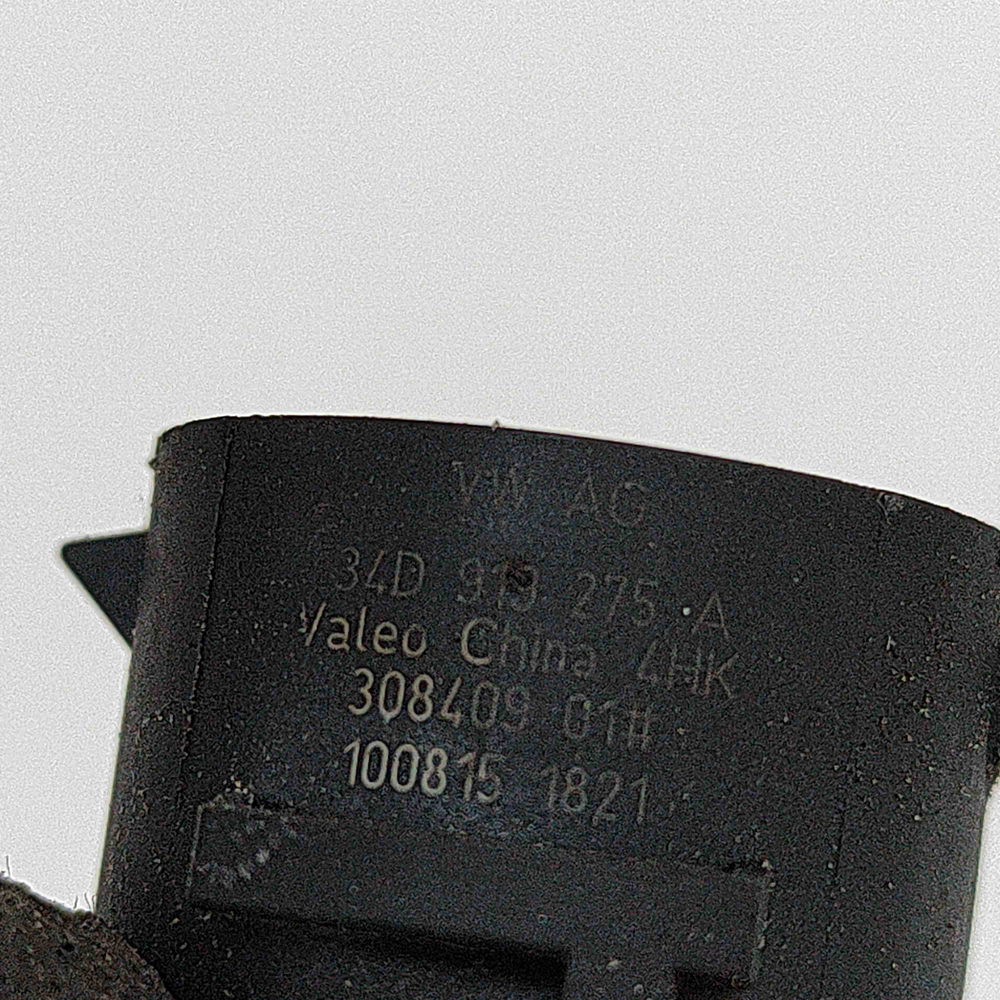 VW AG
34D 919 275 A
Valeo China 4HK
308409 01#
100815 1821